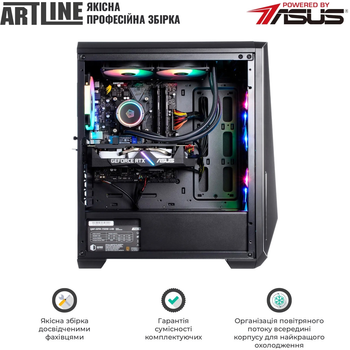 ARTLINE
ЯКІСНА
ПРОФЕСІЙНА ЗБІРКА
POWERED BY
ASUS
GEFORCE RTX
ASUS
Якісна збірка
досвідченими
фахівцями
Гарантія
сумісності
комплектуючих
Організація повітряного
потоку всередині
корпусу для найкращого
охолодження